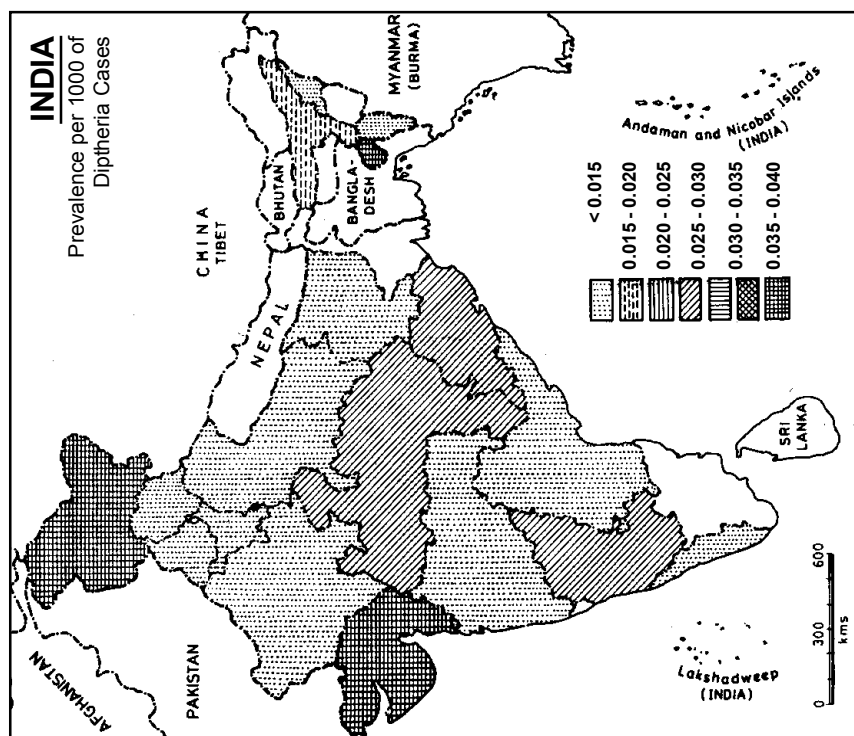 INDIA
Prevalence per 1000 of
Diptheria Cases
AFGHANISTAN
PAKISTAN
CHINA
TIBET
NEPAL
BHUTAN
BANGLA-
DESH
MYANMAR
(BURMA)
< 0.015
0.015 - 0.020
0.020 - 0.025
0.025 - 0.030
0.030 - 0.035
0.035 - 0.040
Andaman and Nicobar Islands
(INDIA)
SRI
LANKA
Lakshadweep
(INDIA)
0 300 600
kms